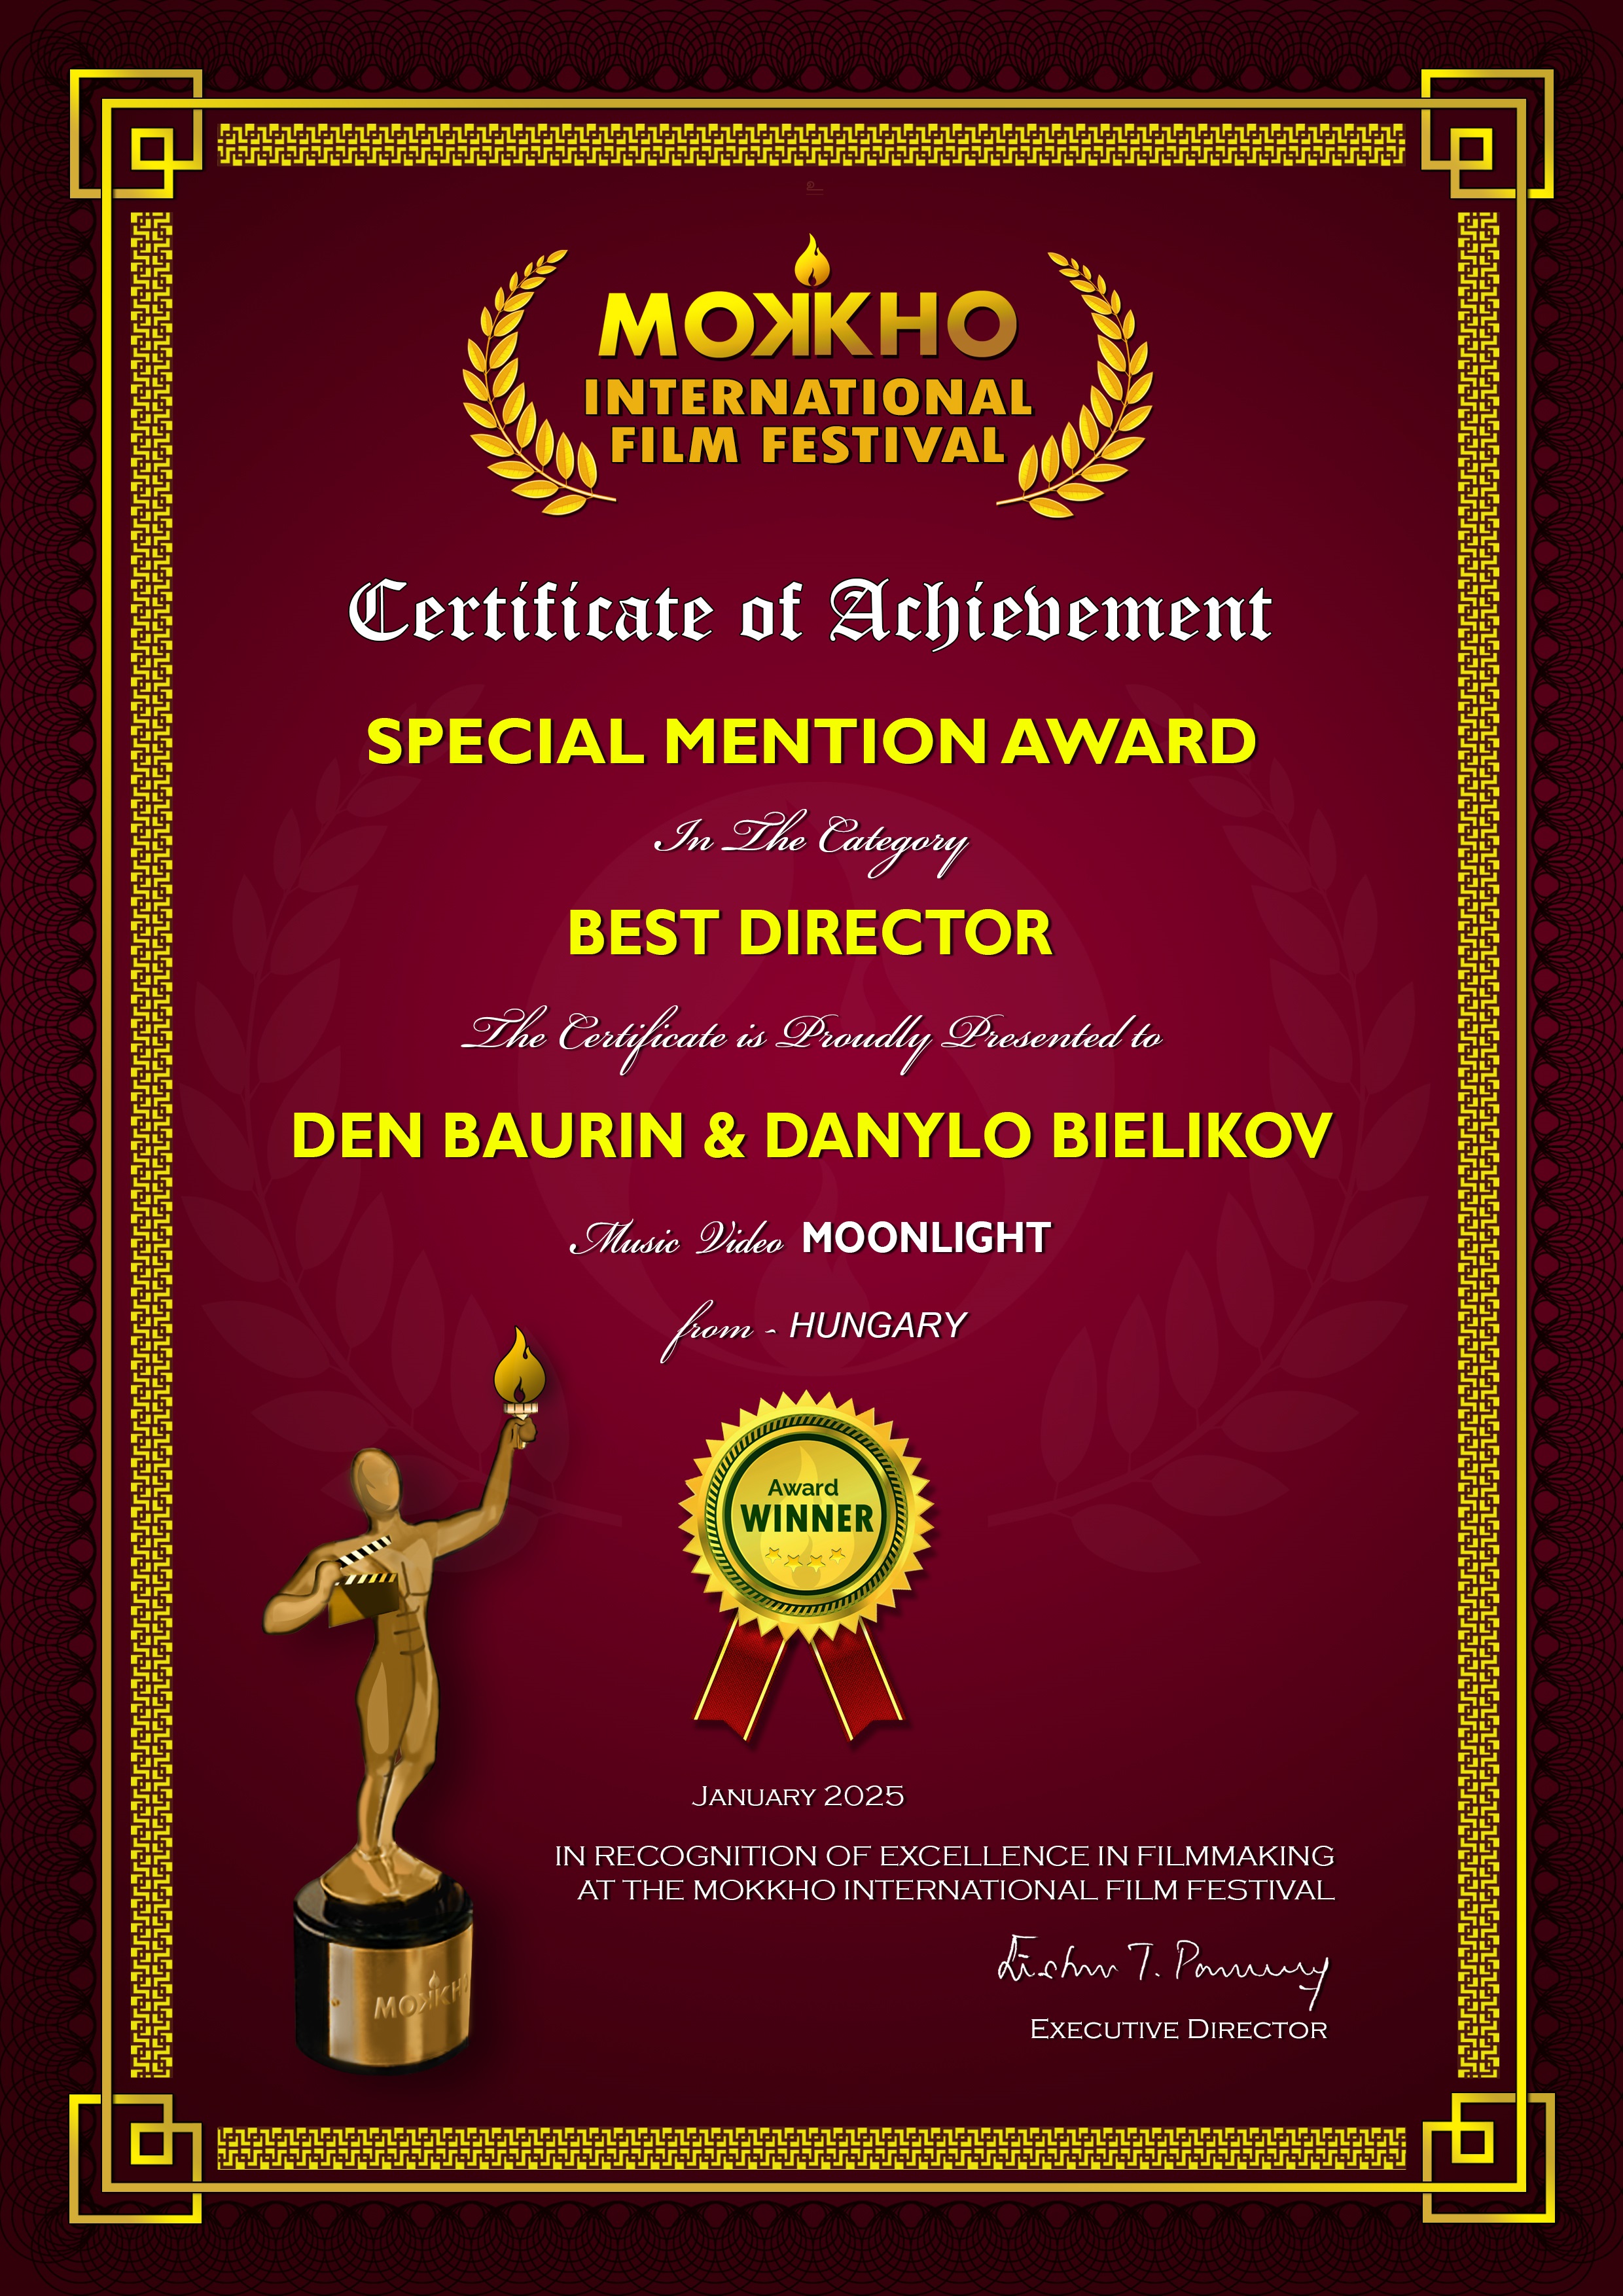 MOKKHO
INTERNATIONAL
FILM FESTIVAL
Certificate of Achievement
SPECIAL MENTION AWARD
In The Category
BEST DIRECTOR
The Certificate is Proudly Presented to
DEN BAURIN & DANYLO BIELIKOV
Music Video MOONLIGHT
from - HUNGARY
Award
WINNER
JANUARY 2025
IN RECOGNITION OF EXCELLENCE IN FILMMAKING
AT THE MOKKHO INTERNATIONAL FILM FESTIVAL
T.
EXECUTIVE DIRECTOR
MOKKHO